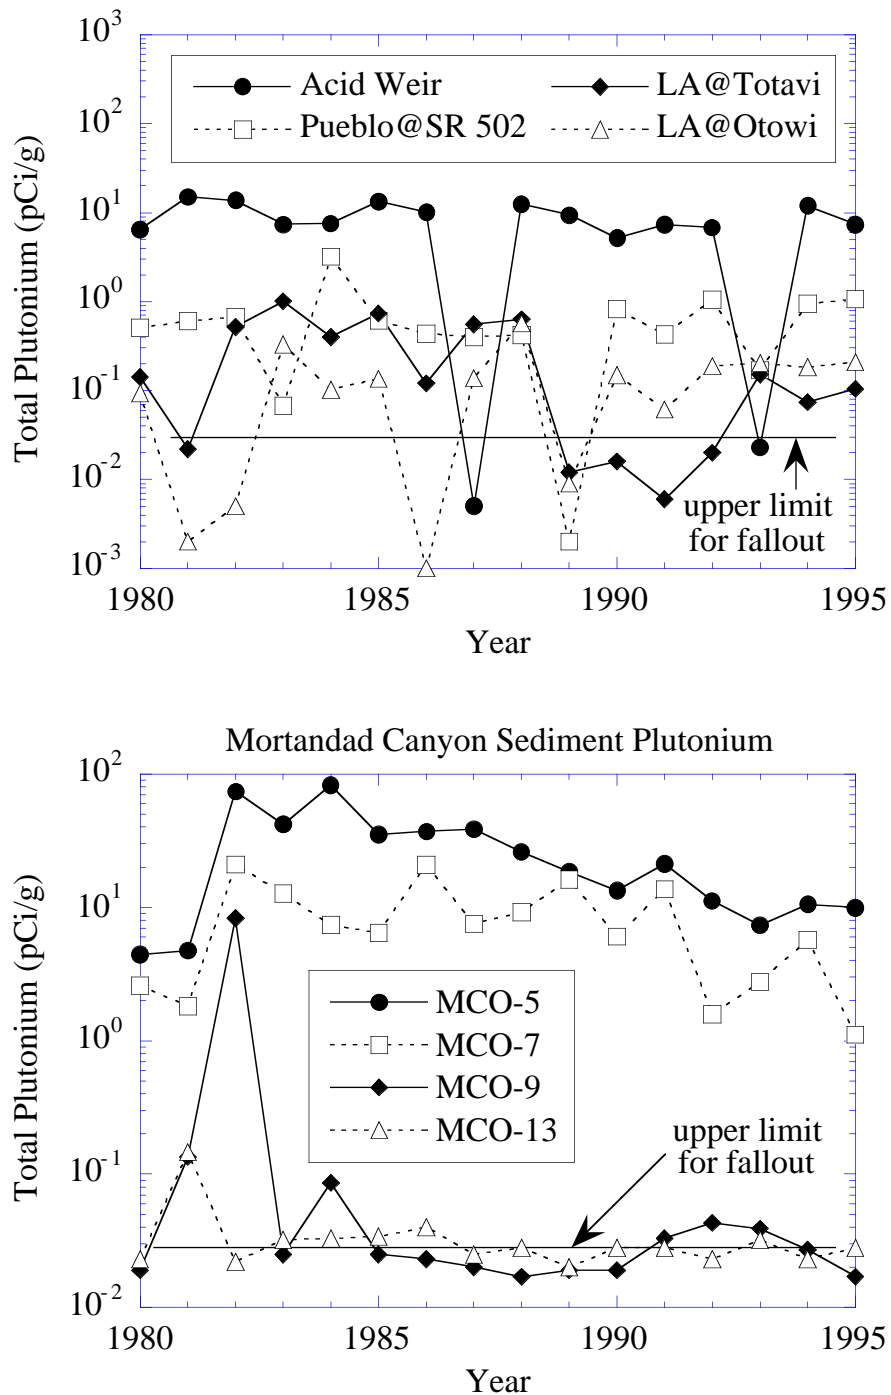 10^3
10^2
10^1
10^0
10^-1
10^-2
10^-3
Total Plutonium (pCi/g)
Acid Weir
LA@Totavi
Pueblo@SR 502
LA@Otowi
upper limit
for fallout
1980 1985 1990 1995
Year
Mortandad Canyon Sediment Plutonium
10^2
10^1
10^0
10^-1
10^-2
Total Plutonium (pCi/g)
MCO-5
MCO-7
MCO-9
MCO-13
upper limit
for fallout
1980 1985 1990 1995
Year